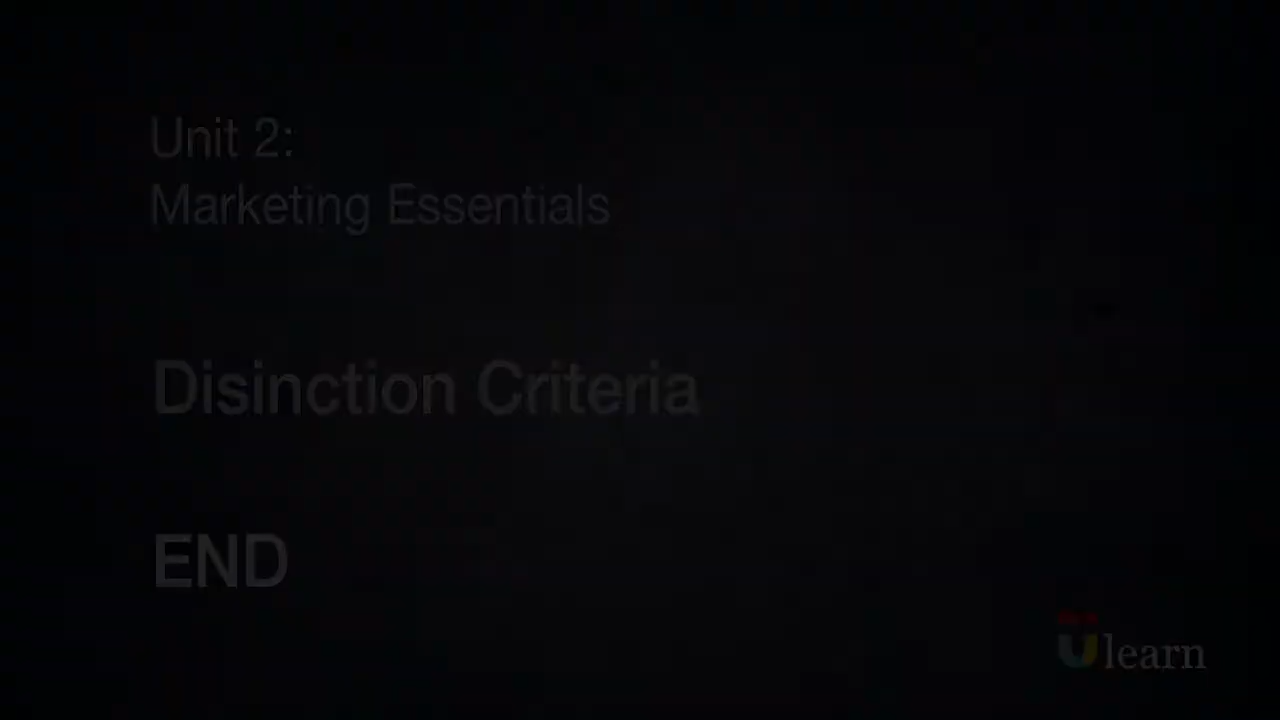 Unit 2:
Marketing Essentials
Disinction Criteria
END
Ulearn